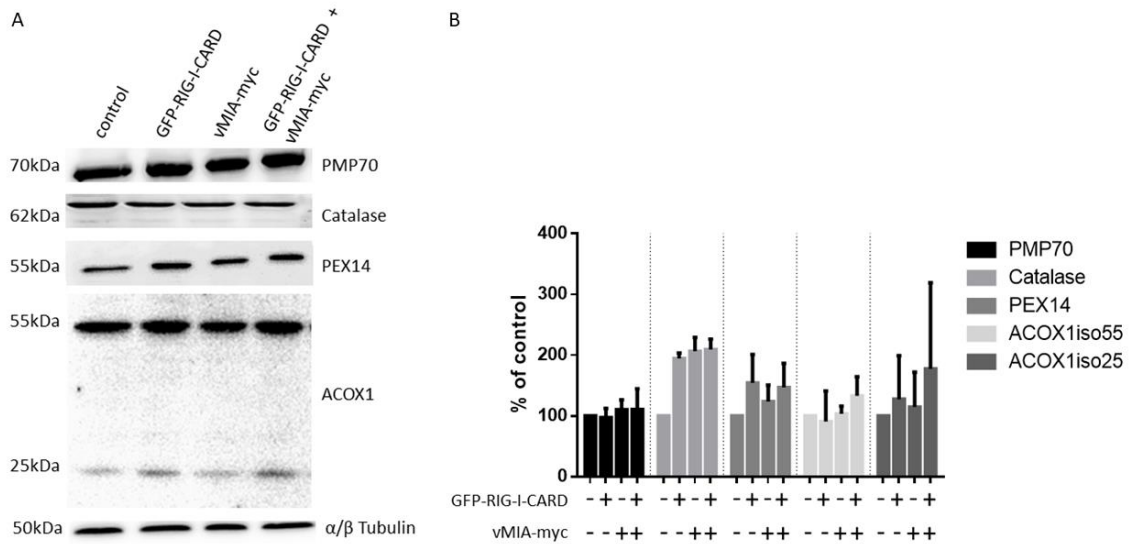 A
control
GFP-RIG-I-CARD
vMIA-myc
GFP-RIG-I-CARD +
vMIA-myc
70kDa
PMP70
62kDa
Catalase
55kDa
PEX14
55kDa
ACOX1
25kDa
50kDa
α/β Tubulin
B
% of control
400
300
200
100
0
GFP-RIG-I-CARD - + - + - + - + - + - + - + - + - + - +
vMIA-myc - - + + - - + + - - + + - - + + - - + +
PMP70
Catalase
PEX14
ACOX1iso55
ACOX1iso25